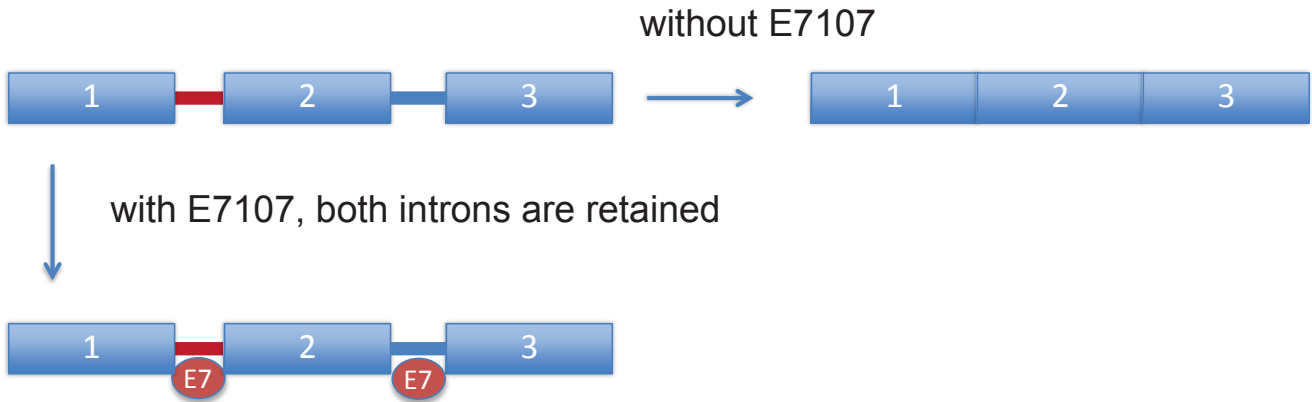 without E7107
1 2 3 1 2 3
with E7107, both introns are retained
1 2 3
E7 E7